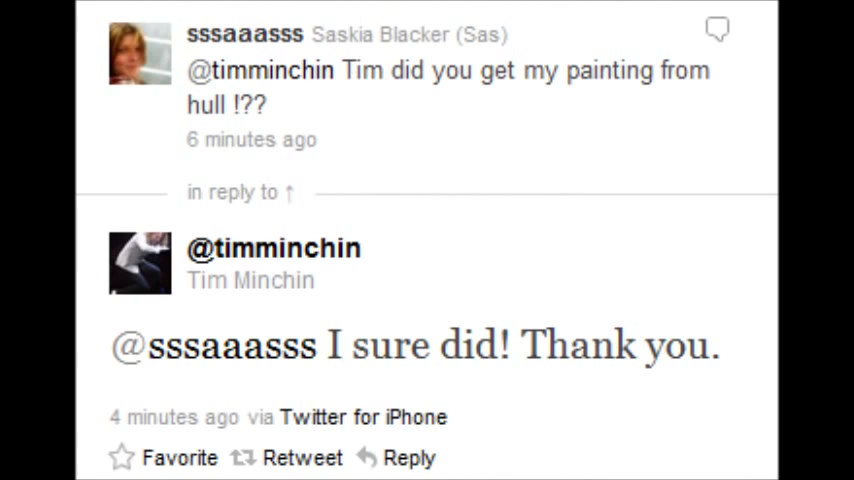 sssaaasss Saskia Blacker (Sas)
@timminchin Tim did you get my painting from
hull !??
6 minutes ago
in reply to ↑
@timminchin
Tim Minchin
@sssaaasss I sure did! Thank you.
4 minutes ago via Twitter for iPhone
Favorite Retweet Reply